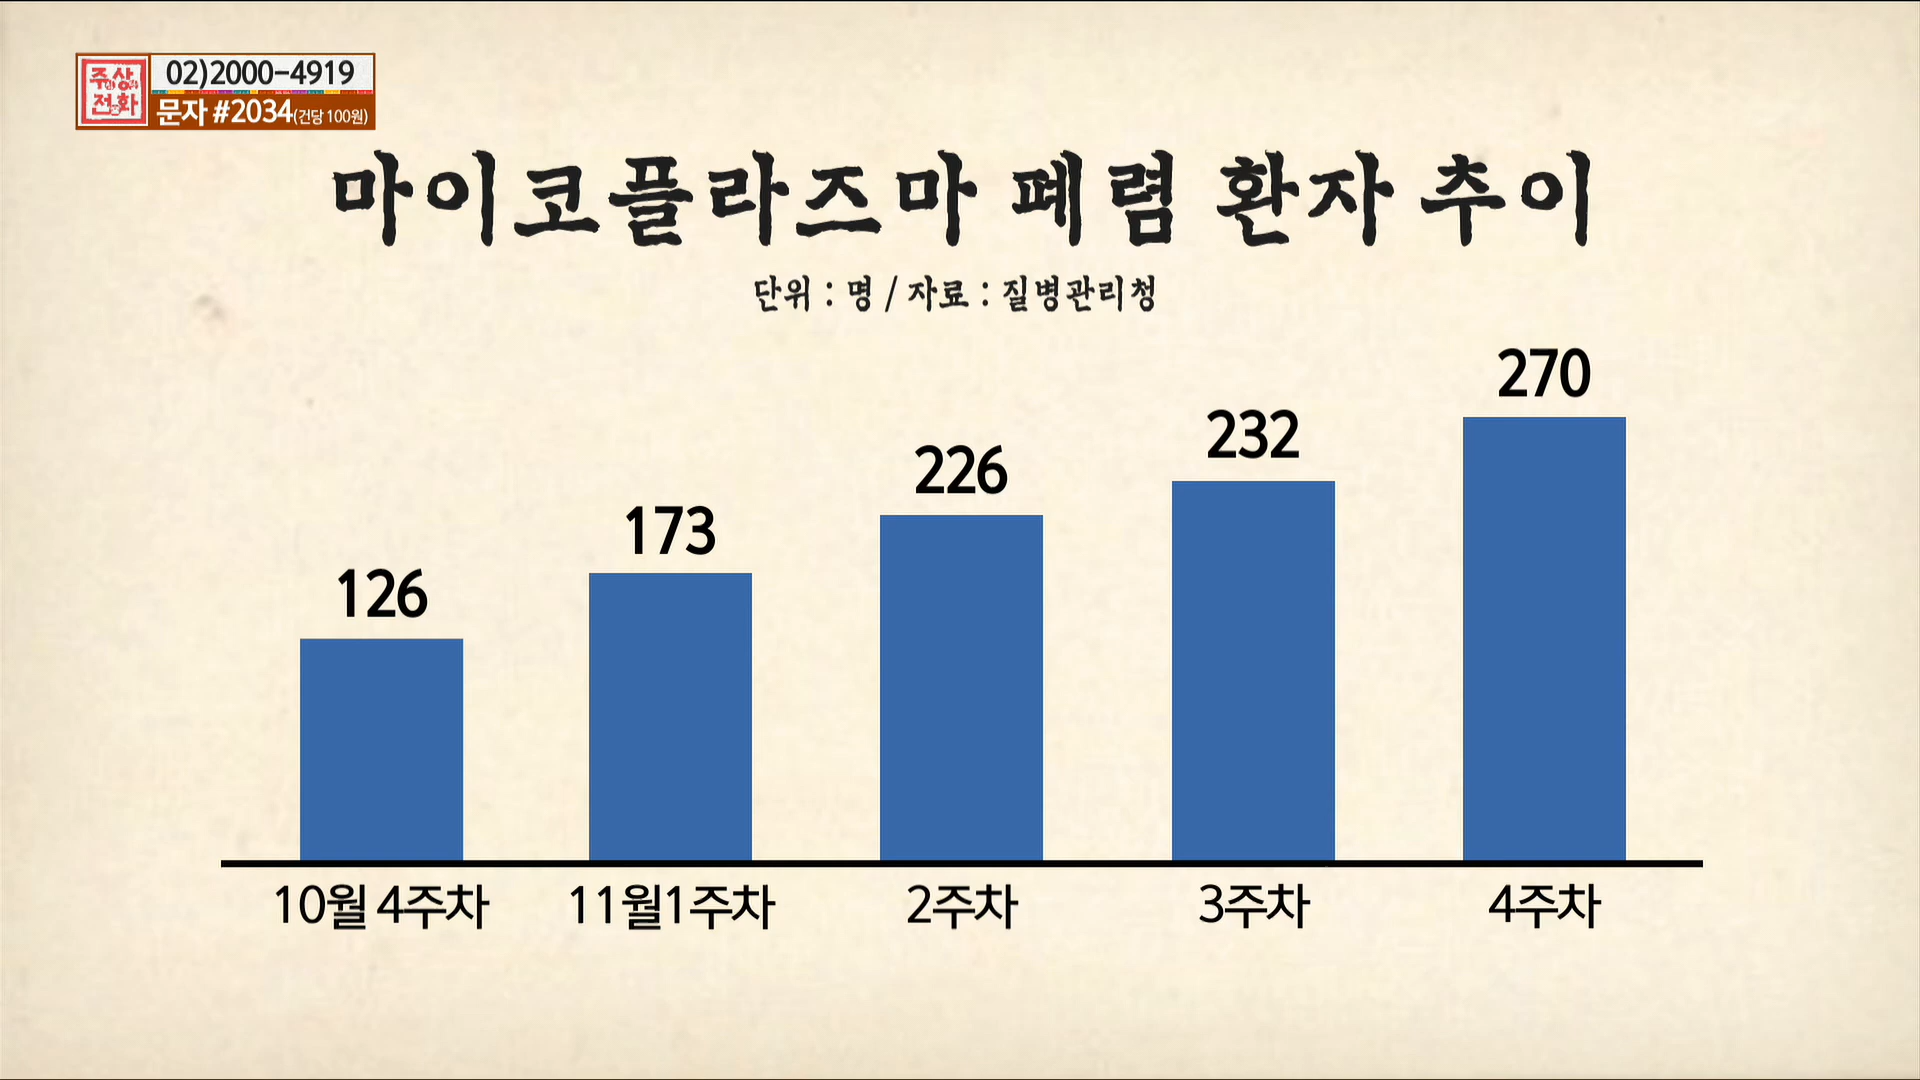 주상
전화
02)2000-4919
문자 #2034(건당 100원)
마이코플라즈마 폐렴 환자 추이
단위 : 명 / 자료 : 질병관리청
126
173
226
232
270
10월 4주차
11월1주차
2주차
3주차
4주차